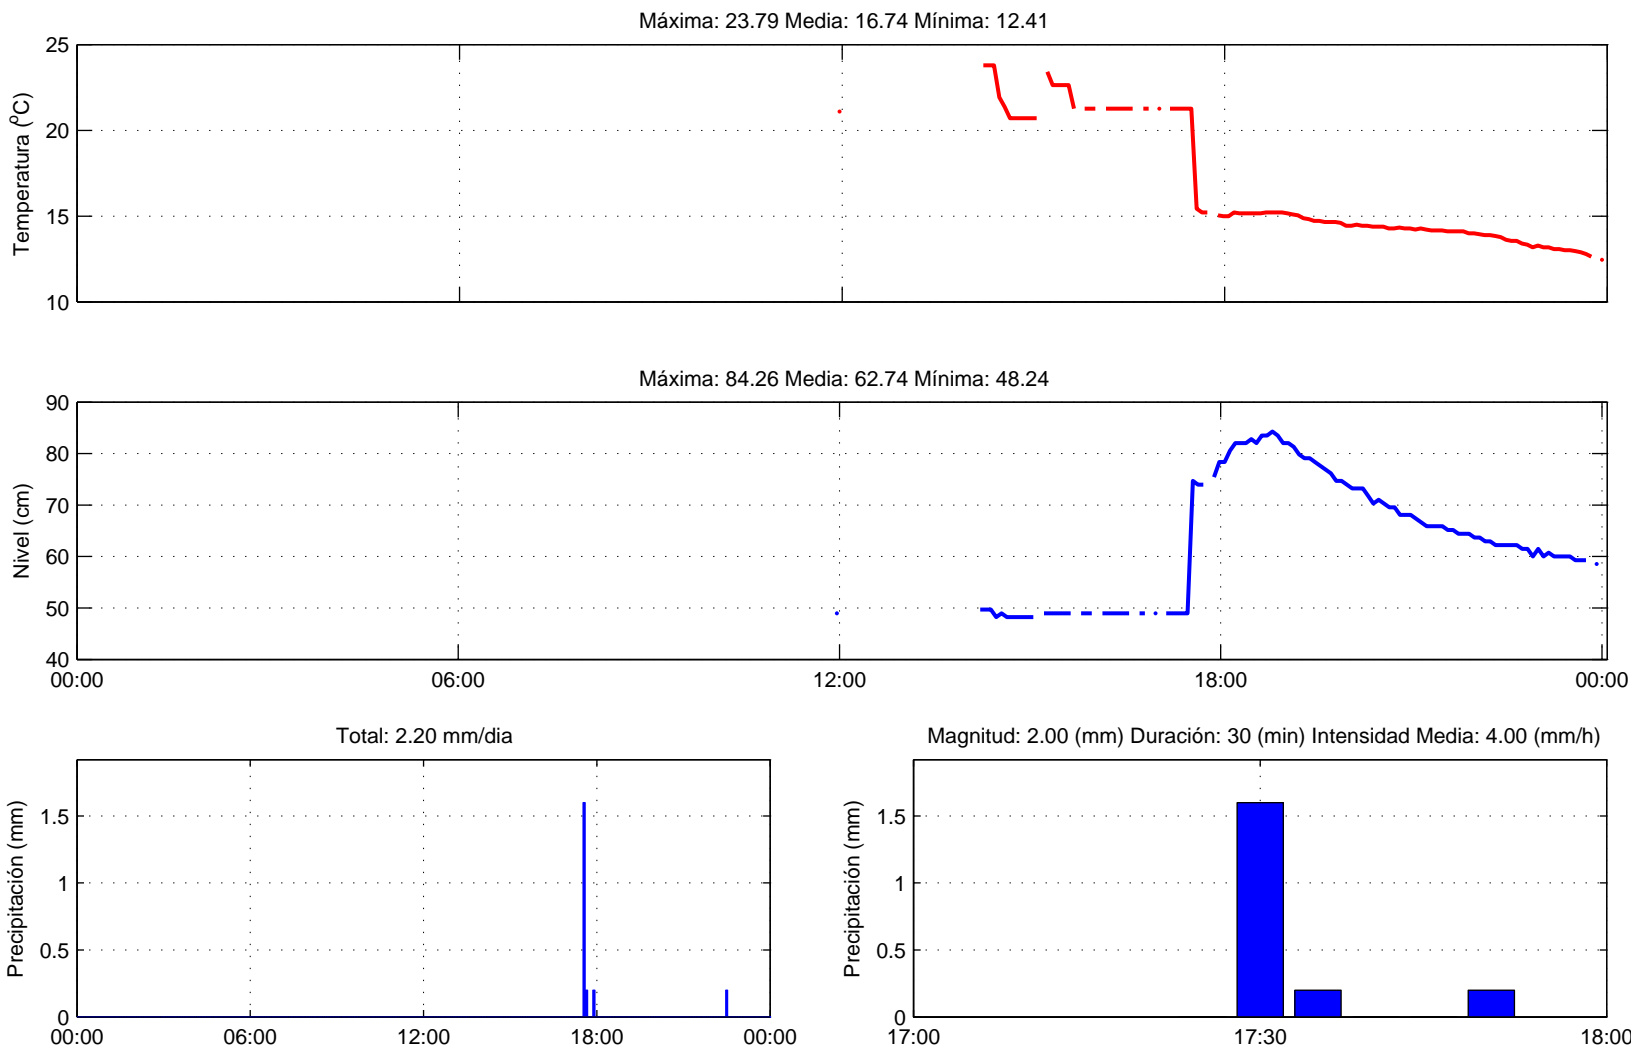 Máxima: 23.79 Media: 16.74 Mínima: 12.41
25
20
15
10
Temperatura (ºC)
Máxima: 84.26 Media: 62.74 Mínima: 48.24
90
80
70
60
50
40
Nivel (cm)
00:00 06:00 12:00 18:00 00:00
Total: 2.20 mm/dia
1.5
1
0.5
0
Precipitación (mm)
00:00 06:00 12:00 18:00 00:00
Magnitud: 2.00 (mm) Duración: 30 (min) Intensidad Media: 4.00 (mm/h)
1.5
1
0.5
0
Precipitación (mm)
17:00 17:30 18:00